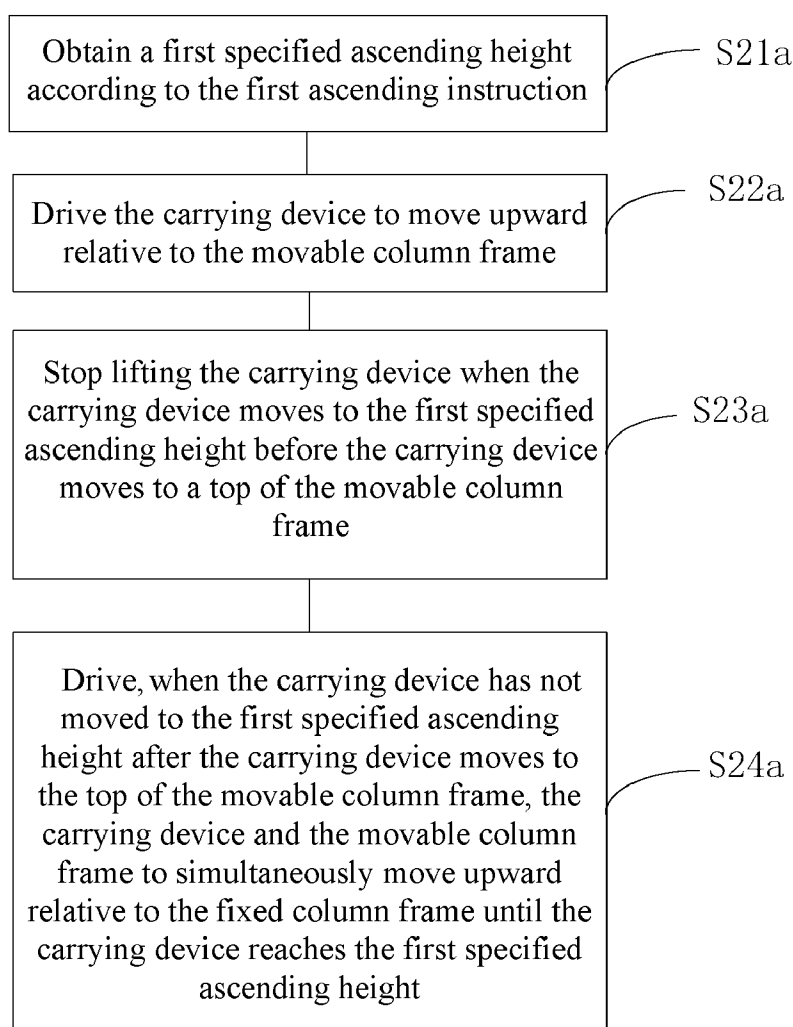 Obtain a first specified ascending height
according to the first ascending instruction
S21a
Drive the carrying device to move upward
relative to the movable column frame
S22a
Stop lifting the carrying device when the
carrying device moves to the first specified
ascending height before the carrying device
moves to a top of the movable column
frame
S23a
Drive, when the carrying device has not
moved to the first specified ascending
height after the carrying device moves to
the top of the movable column frame, the
carrying device and the movable column
frame to simultaneously move upward
relative to the fixed column frame until the
carrying device reaches the first specified
ascending height
S24a